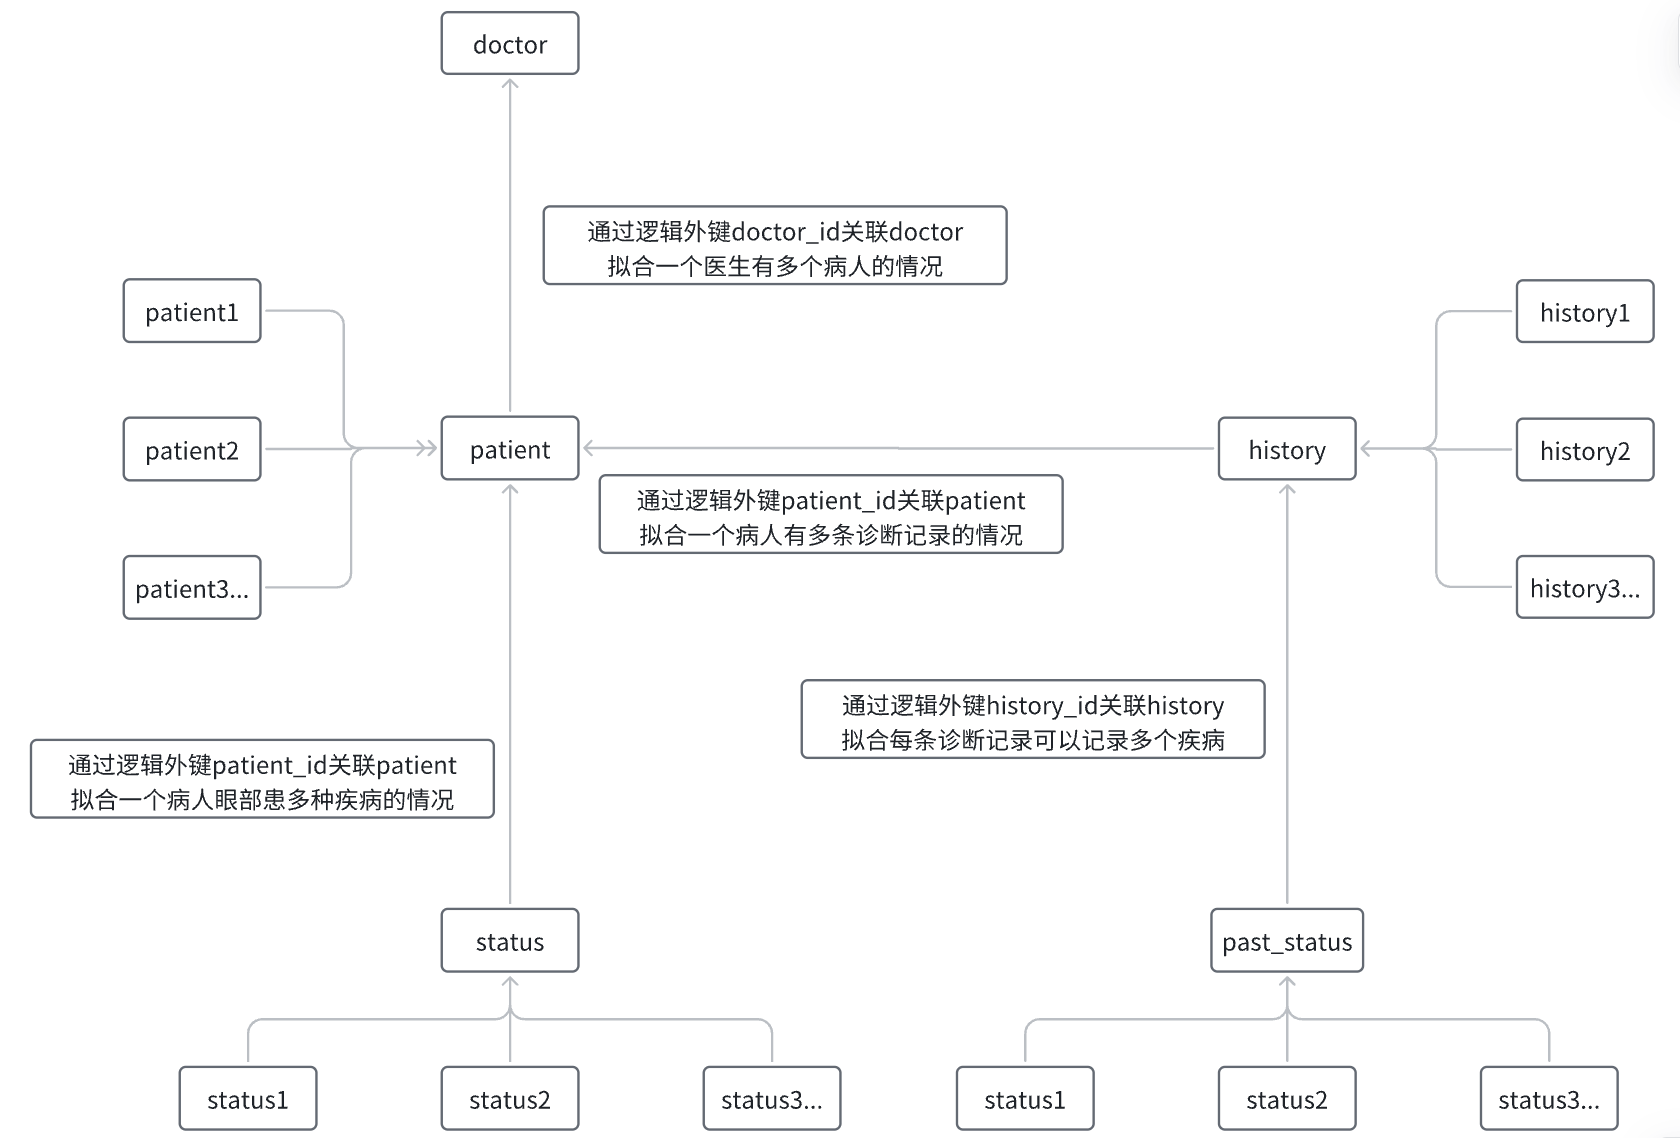 doctor
通过逻辑外键doctor_id关联doctor
拟合一个医生有多个病人的情况
patient1
history1
patient2
patient
history
history2
通过逻辑外键patient_id关联patient
拟合一个病人有多条诊断记录的情况
patient3...
history3...
通过逻辑外键history_id关联history
拟合每条诊断记录可以记录多个疾病
通过逻辑外键patient_id关联patient
拟合一个病人眼部患多种疾病的情况
status
past_status
status1
status2
status3...
status1
status2
status3...